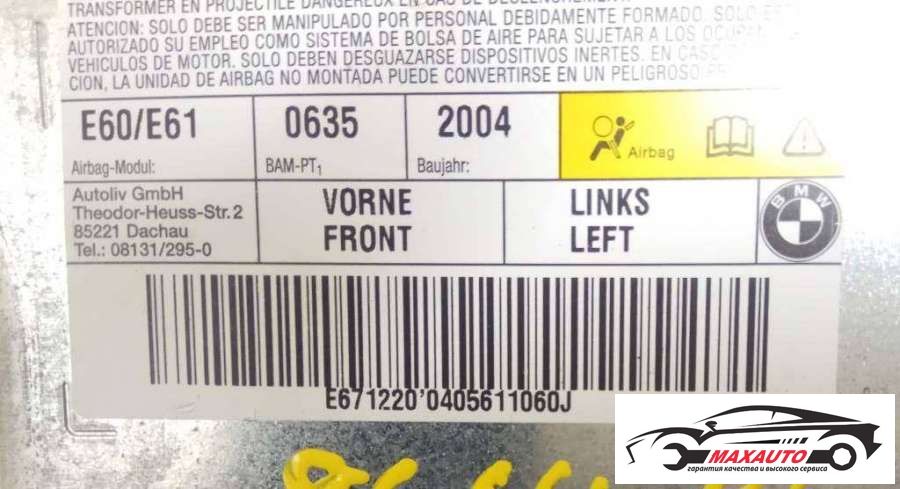 TRANSFORMER EN PROJECTILE DANGEREUX EN CAS DE DECLENCHEMENT
ATENCION: SOLO DEBE SER MANIPULADO POR PERSONAL DEBIDAMENTE FORMADO. SOLO
AUTORIZADO SU EMPLEO COMO SISTEMA DE BOLSA DE AIRE PARA SUJETAR A LOS
VEHICULOS DE MOTOR. SOLO DEBEN DESGUAZARSE DISPOSITIVOS INERTES. EN CASO
CION, LA UNIDAD DE AIRBAG NO MONTADA PUEDE CONVERTIRSE EN UN PELIGROSO
E60/E61
Airbag-Modul:
0635
BAM-PT1
2004
Baujahr:
Airbag
Autoliv GmbH
Theodor-Heuss-Str.2
85221 Dachau
Tel.: 08131/295-0
VORNE
FRONT
LINKS
LEFT
BMW
E671220'0405611060J
MAXAUTO
гарантия качества и высокого сервиса